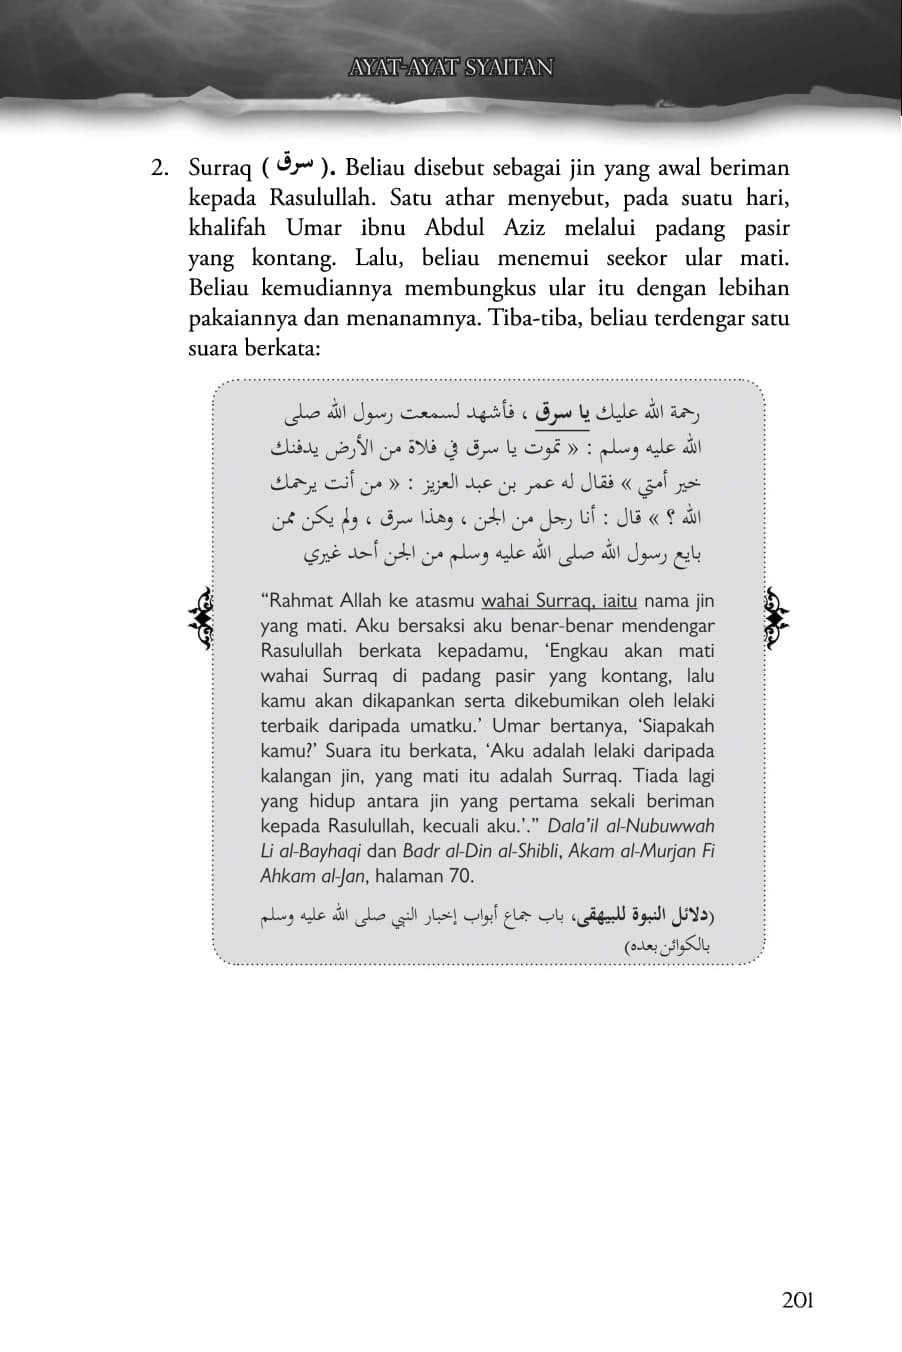 AYAT-AYAT SYAITAN
2. Surraq ( سرق ). Beliau disebut sebagai jin yang awal beriman
kepada Rasulullah. Satu athar menyebut, pada suatu hari,
khalifah Umar ibnu Abdul Aziz melalui padang pasir
yang kontang. Lalu, beliau menemui seekor ular mati.
Beliau kemudiannya membungkus ular itu dengan lebihan
pakaiannya dan menanamnya. Tiba-tiba, beliau terdengar satu
suara berkata:
رحمة الله عليك يا سرق ، فأشهد لسمعت رسول الله صلى
الله عليه وسلم : « تموت يا سرق في فلاة من الأرض يدفنك
خير أمتي » فقال له عمر بن عبد العزيز : « من أنت يرحمك
الله ؟ » قال : أنا رجل من الجن ، وهذا سرق ، ولم يكن ممن
بايع رسول الله صلى الله عليه وسلم من الجن أحد غيري
“Rahmat Allah ke atasmu wahai Surraq, iaitu nama jin
yang mati. Aku bersaksi aku benar-benar mendengar
Rasulullah berkata kepadamu, ‘Engkau akan mati
wahai Surraq di padang pasir yang kontang, lalu
kamu akan dikapankan serta dikebumikan oleh lelaki
terbaik daripada umatku.’ Umar bertanya, ‘Siapakah
kamu?’ Suara itu berkata, ‘Aku adalah lelaki daripada
kalangan jin, yang mati itu adalah Surraq. Tiada lagi
yang hidup antara jin yang pertama sekali beriman
kepada Rasulullah, kecuali aku.’.” Dala’il al-Nubuwwah
Li al-Bayhaqi dan Badr al-Din al-Shibli, Akam al-Murjan Fi
Ahkam al-Jan, halaman 70.
(دلائل النبوة للبيهقى، باب جماع أبواب إخبار النبي صلى الله عليه وسلم
بالكوائن بعده)
201